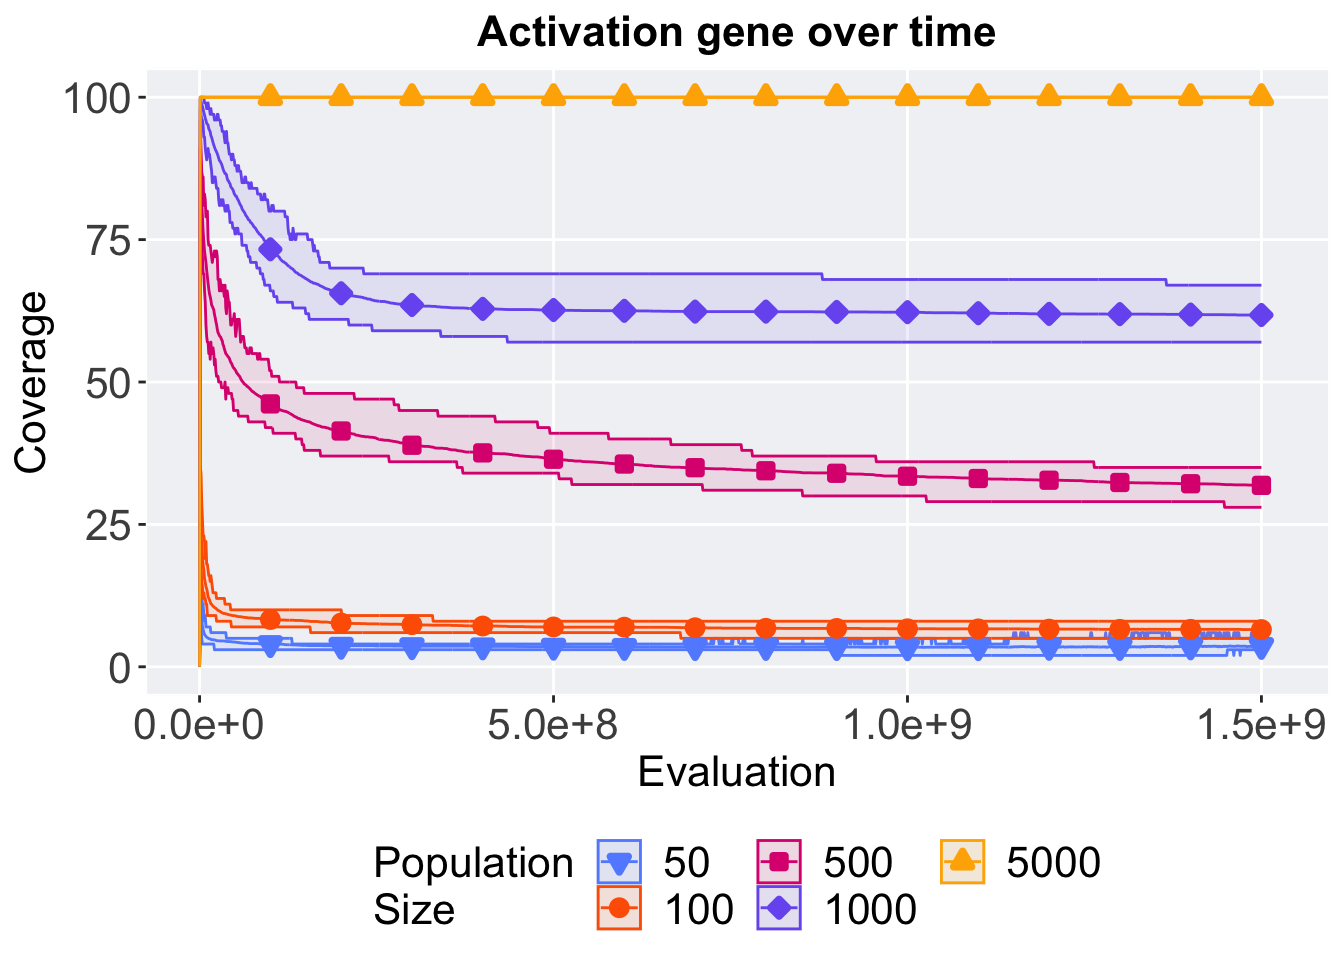 Activation gene over time
Coverage
100
75
50
25
0
0.0e+0 5.0e+8 1.0e+9 1.5e+9
Evaluation
Population Size
50 500 5000
100 1000